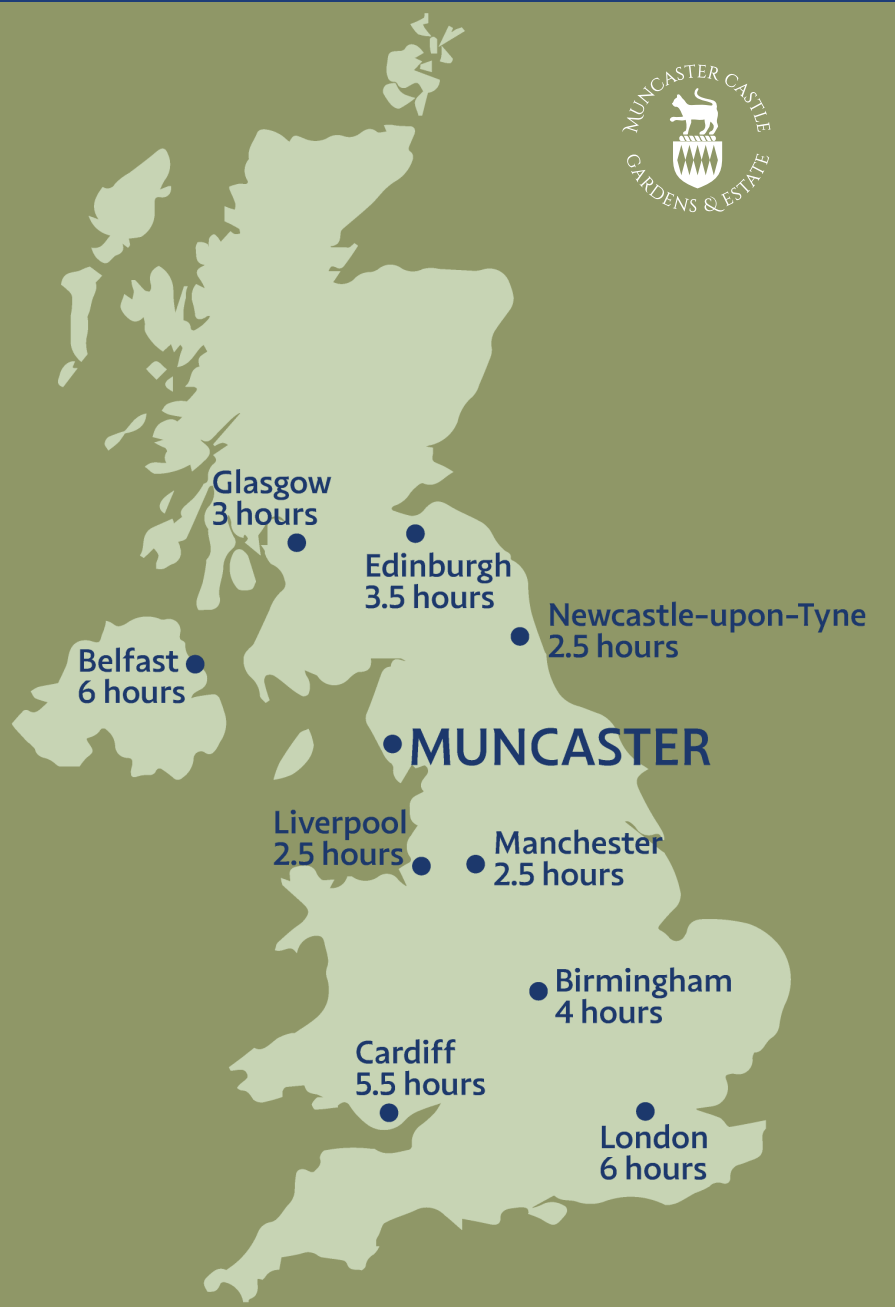 MUNCASTER CASTLE
GARDENS & ESTATE
Glasgow
3 hours
Edinburgh
3.5 hours
Newcastle-upon-Tyne
2.5 hours
Belfast
6 hours
MUNCASTER
Liverpool
2.5 hours
Manchester
2.5 hours
Birmingham
4 hours
Cardiff
5.5 hours
London
6 hours